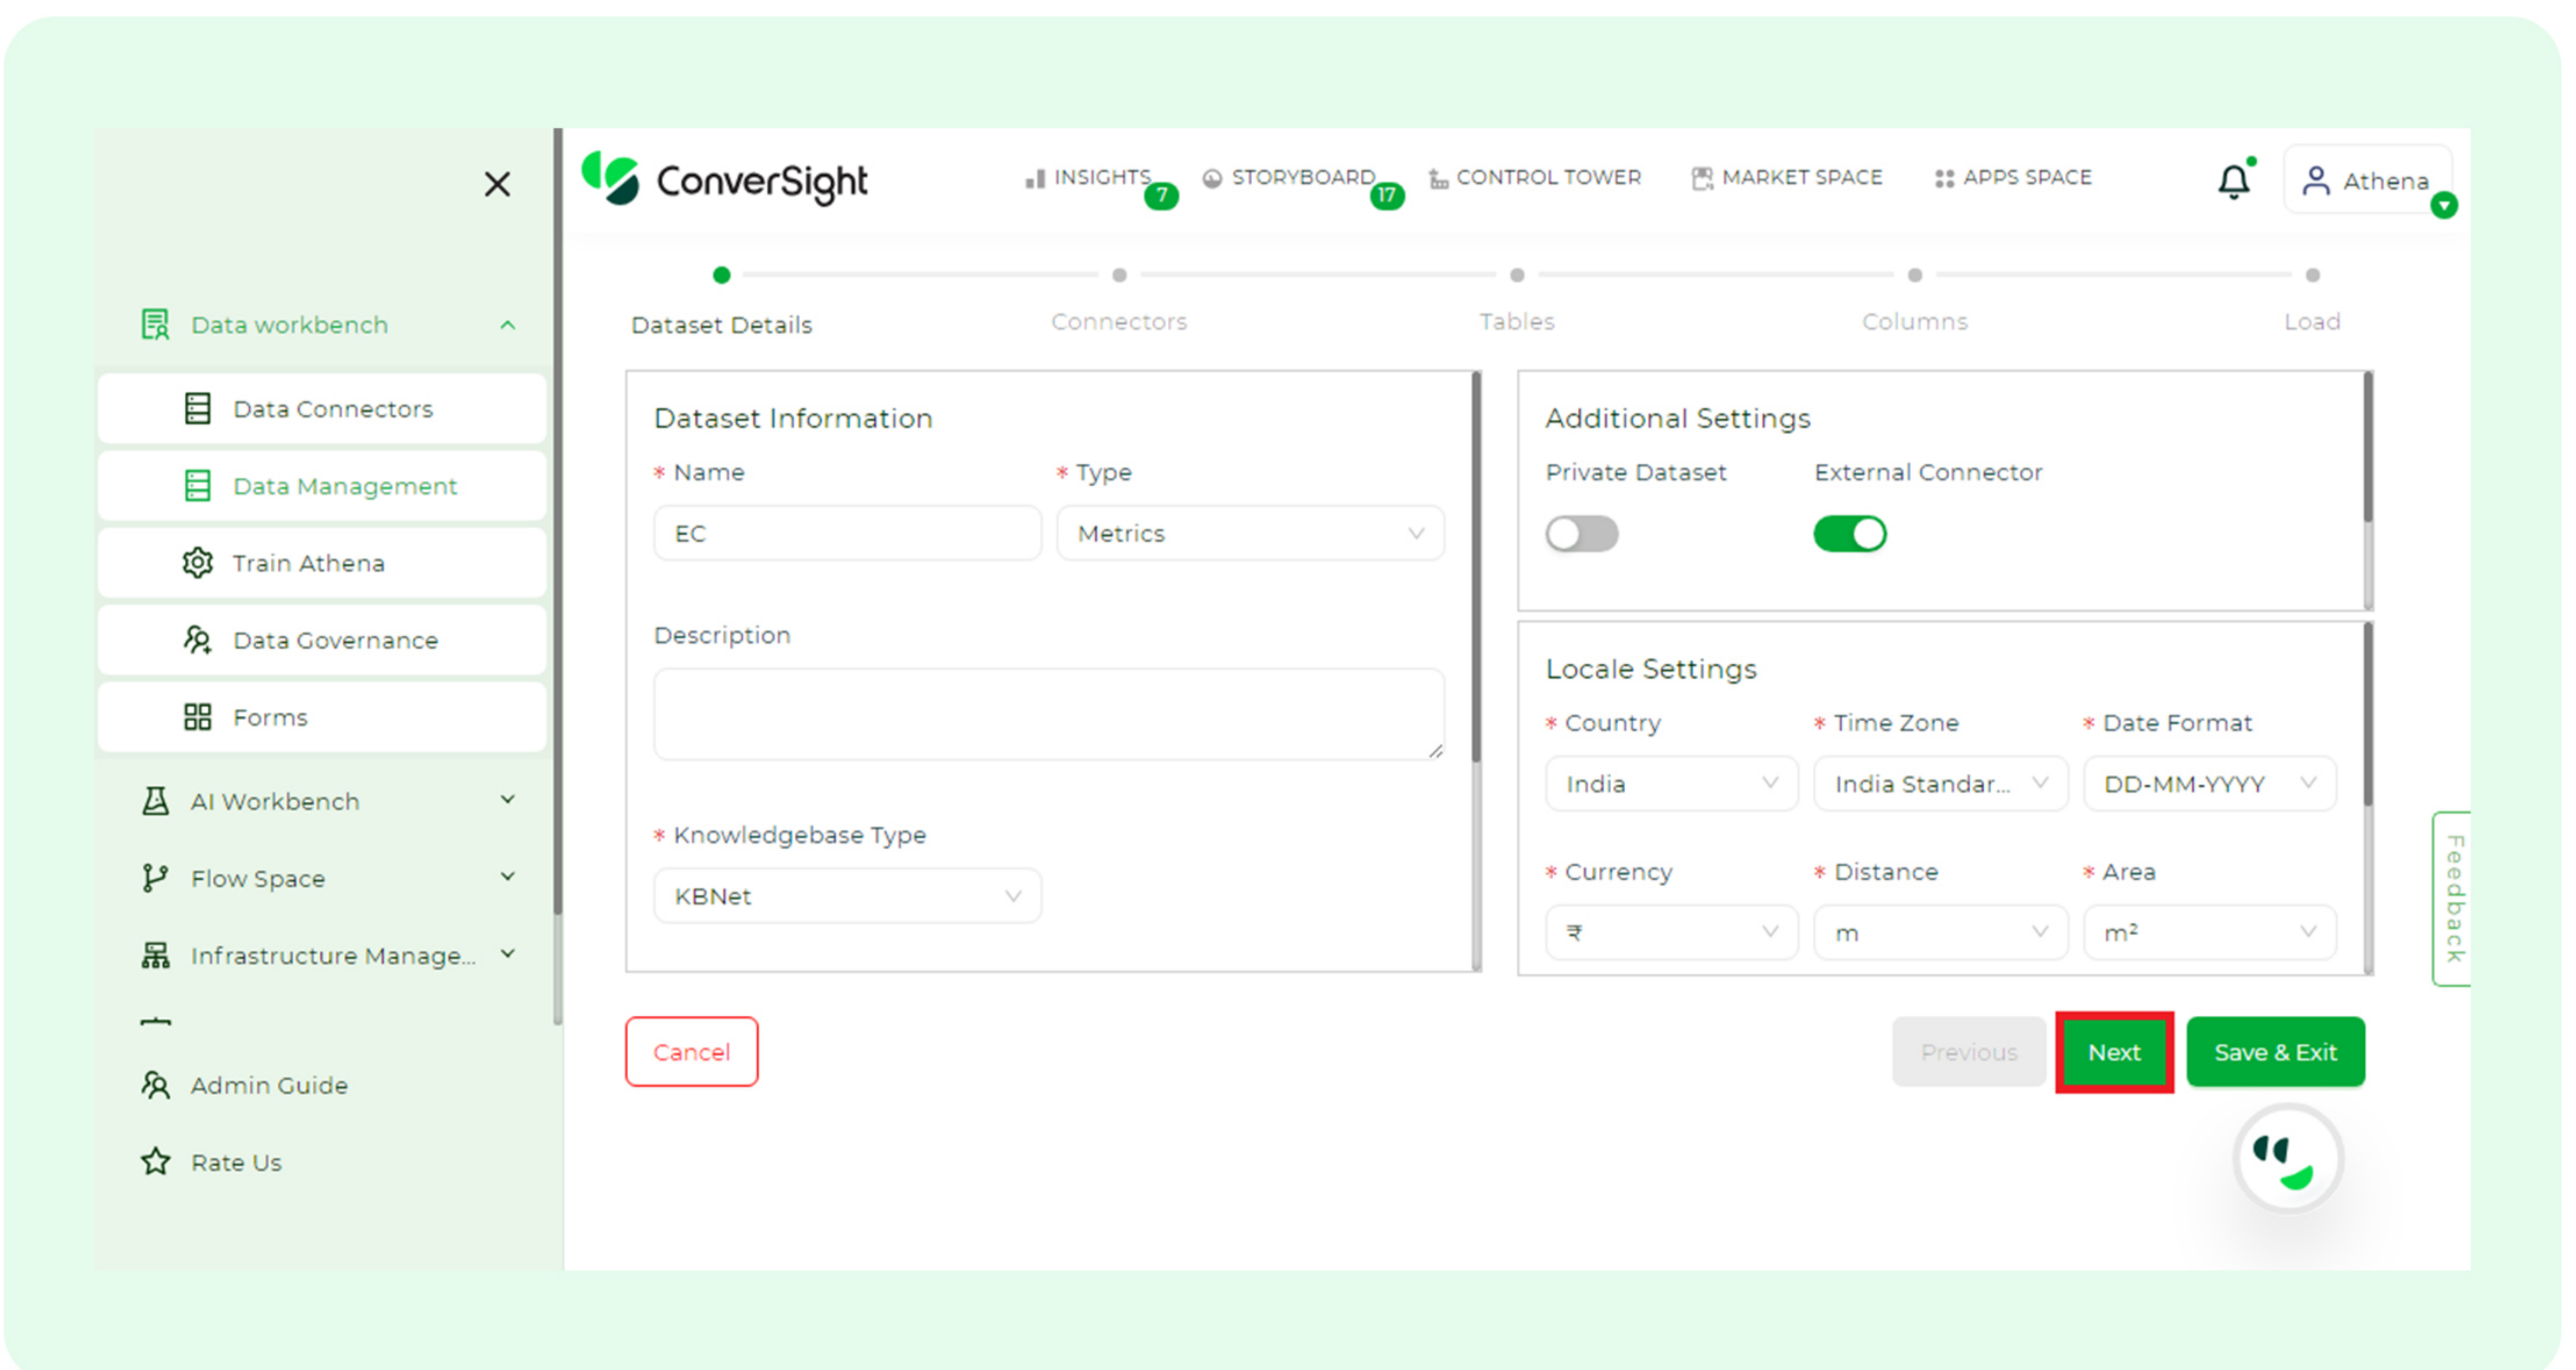 ConverSight
INSIGHTS 7
STORYBOARD 17
CONTROL TOWER
MARKET SPACE
APPS SPACE
Athena
Data workbench
Data Connectors
Data Management
Train Athena
Data Governance
Forms
AI Workbench
Flow Space
Infrastructure Manage...
Admin Guide
Rate Us
Dataset Details
Connectors
Tables
Columns
Load
Dataset Information
* Name
* Type
EC
Metrics
Description
* Knowledgebase Type
KBNet
Additional Settings
Private Dataset
External Connector
Locale Settings
* Country
* Time Zone
* Date Format
India
India Standar...
DD-MM-YYYY
* Currency
* Distance
* Area
₹
m
m²
Cancel
Previous
Next
Save & Exit
Feedback